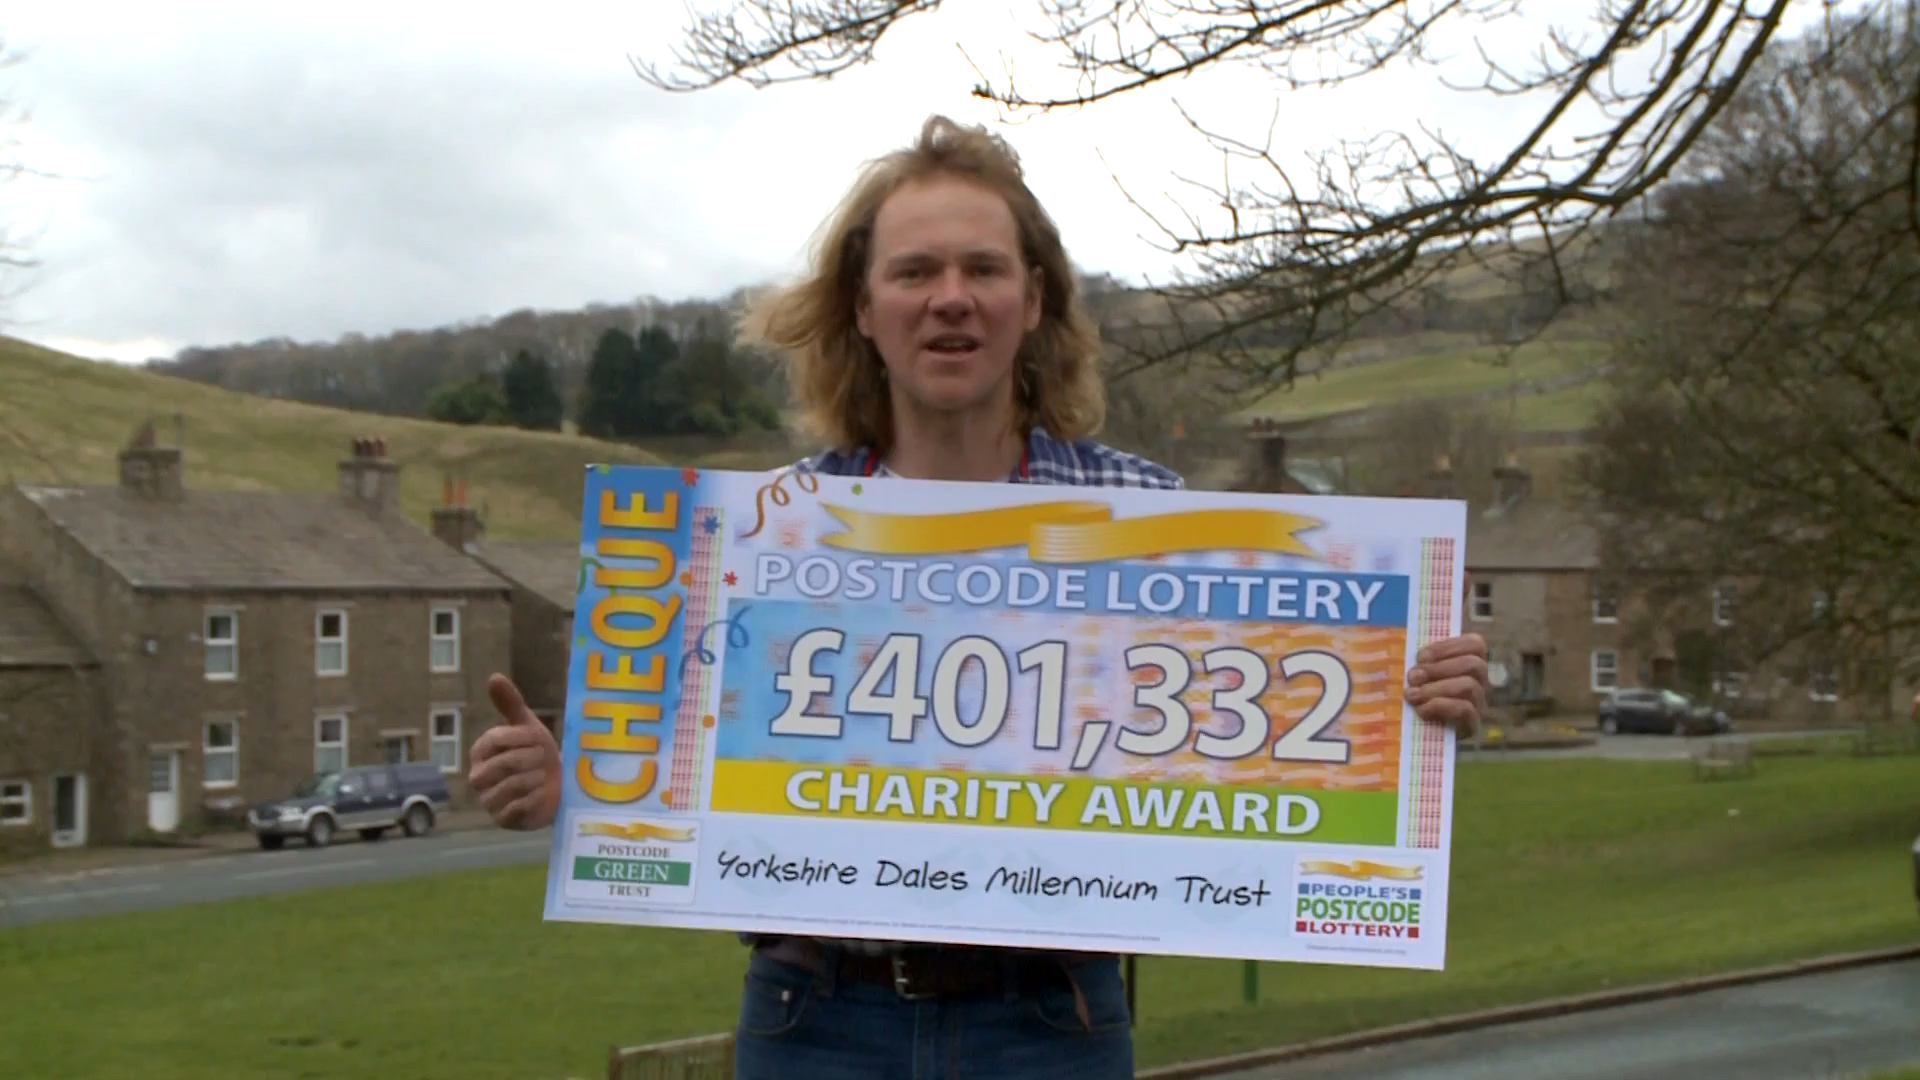 CHEQUE
POSTCODE LOTTERY
£401,332
CHARITY AWARD
POSTCODE
GREEN
TRUST
Yorkshire Dales Millennium Trust
PEOPLE'S
POSTCODE
LOTTERY